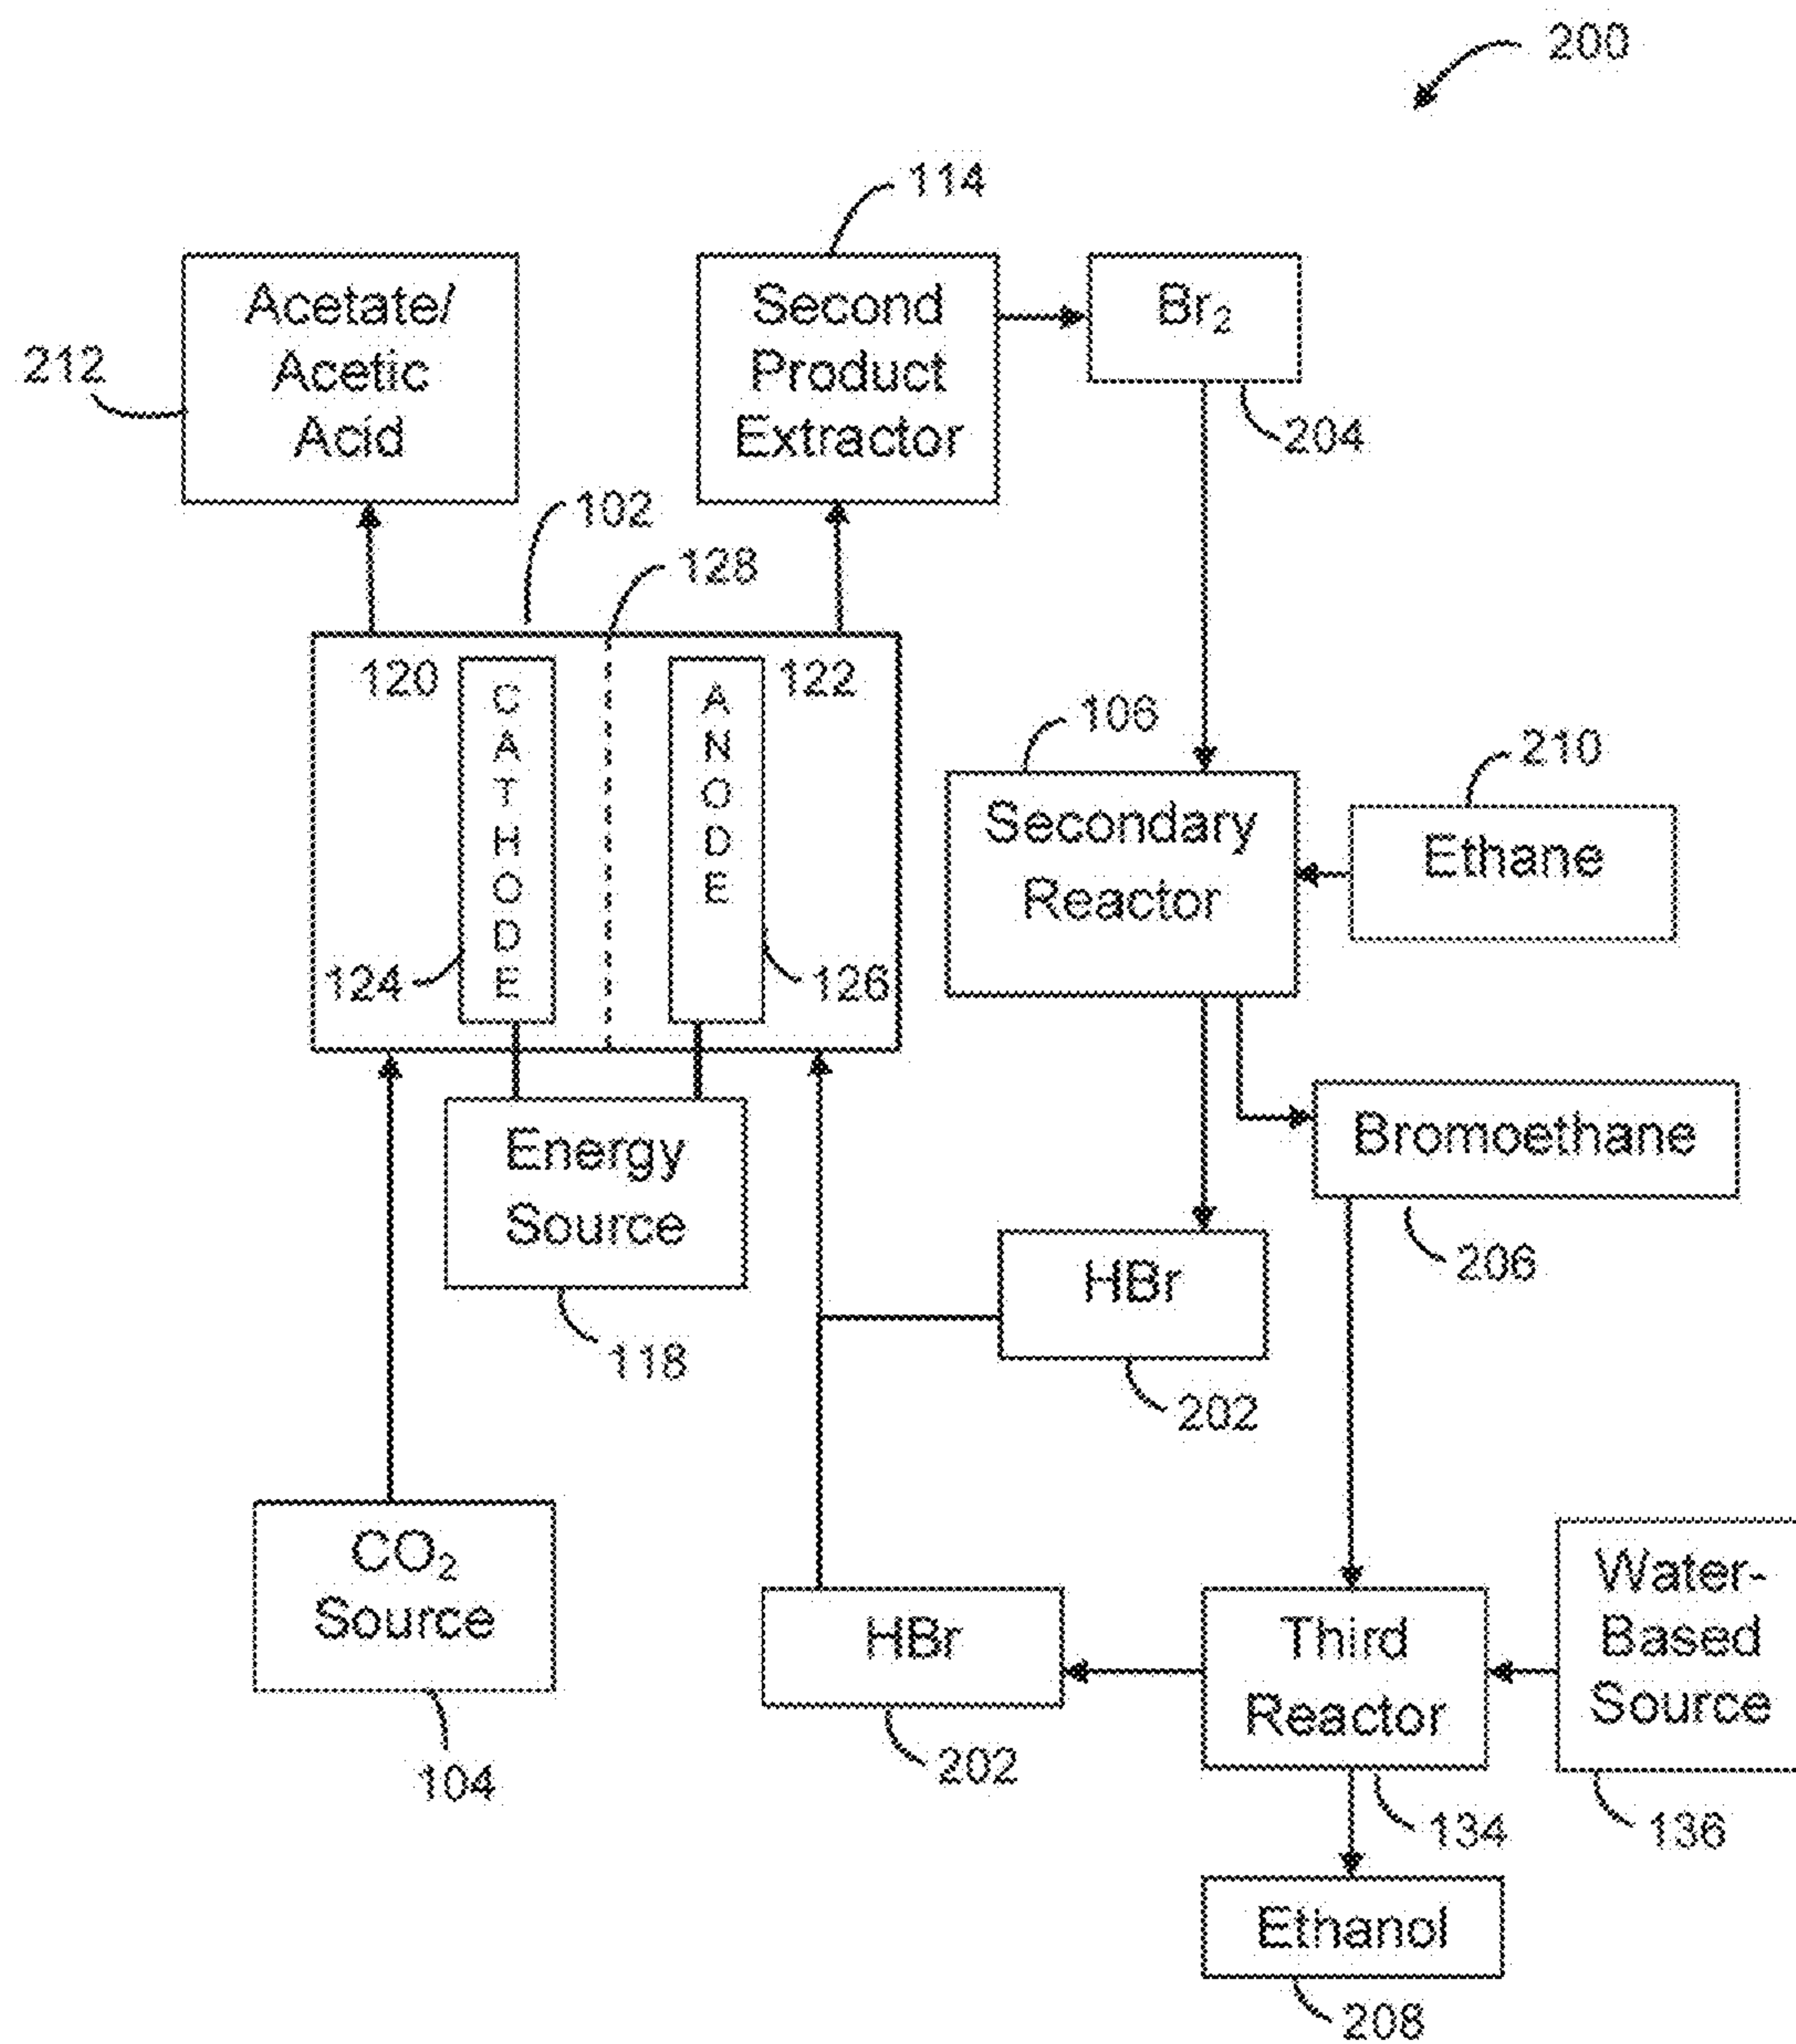 200
114
Acetate/
Acetic
Acid
212
Second
Product
Extractor
Br₂
204
102
128
120
CATHODE
124
ANODE
122
126
106
Secondary
Reactor
210
Ethane
Energy
Source
118
Bromoethane
206
HBr
202
CO₂
Source
104
HBr
202
Third
Reactor
134
Water-
Based
Source
136
Ethanol
208